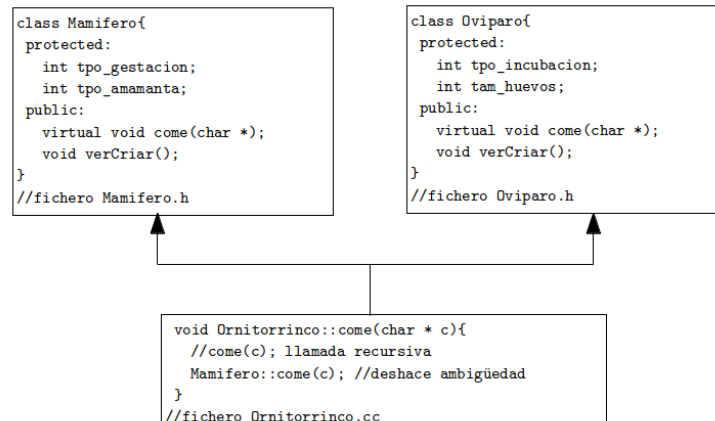 class Mamifero{
protected:
int tpo_gestacion;
int tpo_amamanta;
public:
virtual void come(char *);
void verCriar();
}
//fichero Mamifero.h
class Oviparo{
protected:
int tpo_incubacion;
int tam_huevos;
public:
virtual void come(char *);
void verCriar();
}
//fichero Oviparo.h
void Ornitorrinco::come(char * c){
//come(c); llamada recursiva
Mamifero::come(c); //deshace ambigüedad
}
//fichero Ornitorrinco.cc